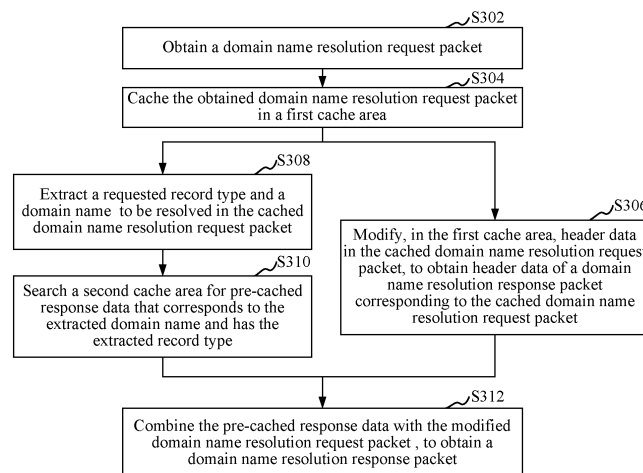 S302
Obtain a domain name resolution request packet
S304
Cache the obtained domain name resolution request packet
in a first cache area
S308
Extract a requested record type and a
domain name to be resolved in the cached
domain name resolution request packet
S306
Modify, in the first cache area, header data
in the cached domain name resolution request
packet, to obtain header data of a domain
name resolution response packet
corresponding to the cached domain name
resolution request packet
S310
Search a second cache area for pre-cached
response data that corresponds to the
extracted domain name and has the
extracted record type
S312
Combine the pre-cached response data with the modified
domain name resolution request packet , to obtain a
domain name resolution response packet